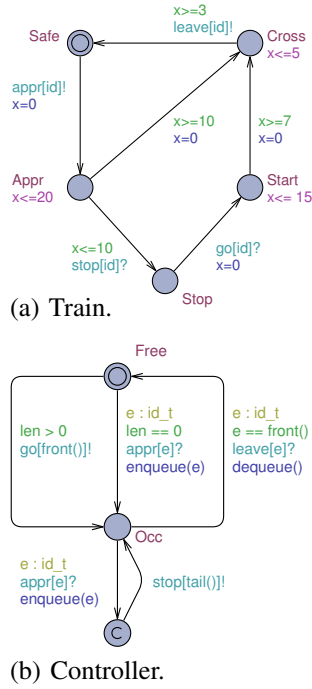 x>=3
leave[id]!
Safe
Cross
x<=5
appr[id]!
x=0
x>=10
x=0
x>=7
x=0
Appr
x<=20
Start
x<= 15
x<=10
stop[id]?
go[id]?
x=0
Stop
(a) Train.
Free
len > 0
go[front()]!
e : id_t
len == 0
appr[e]?
enqueue(e)
e : id_t
e == front()
leave[e]?
dequeue()
Occ
e : id_t
appr[e]?
enqueue(e)
stop[tail()]!
C
(b) Controller.